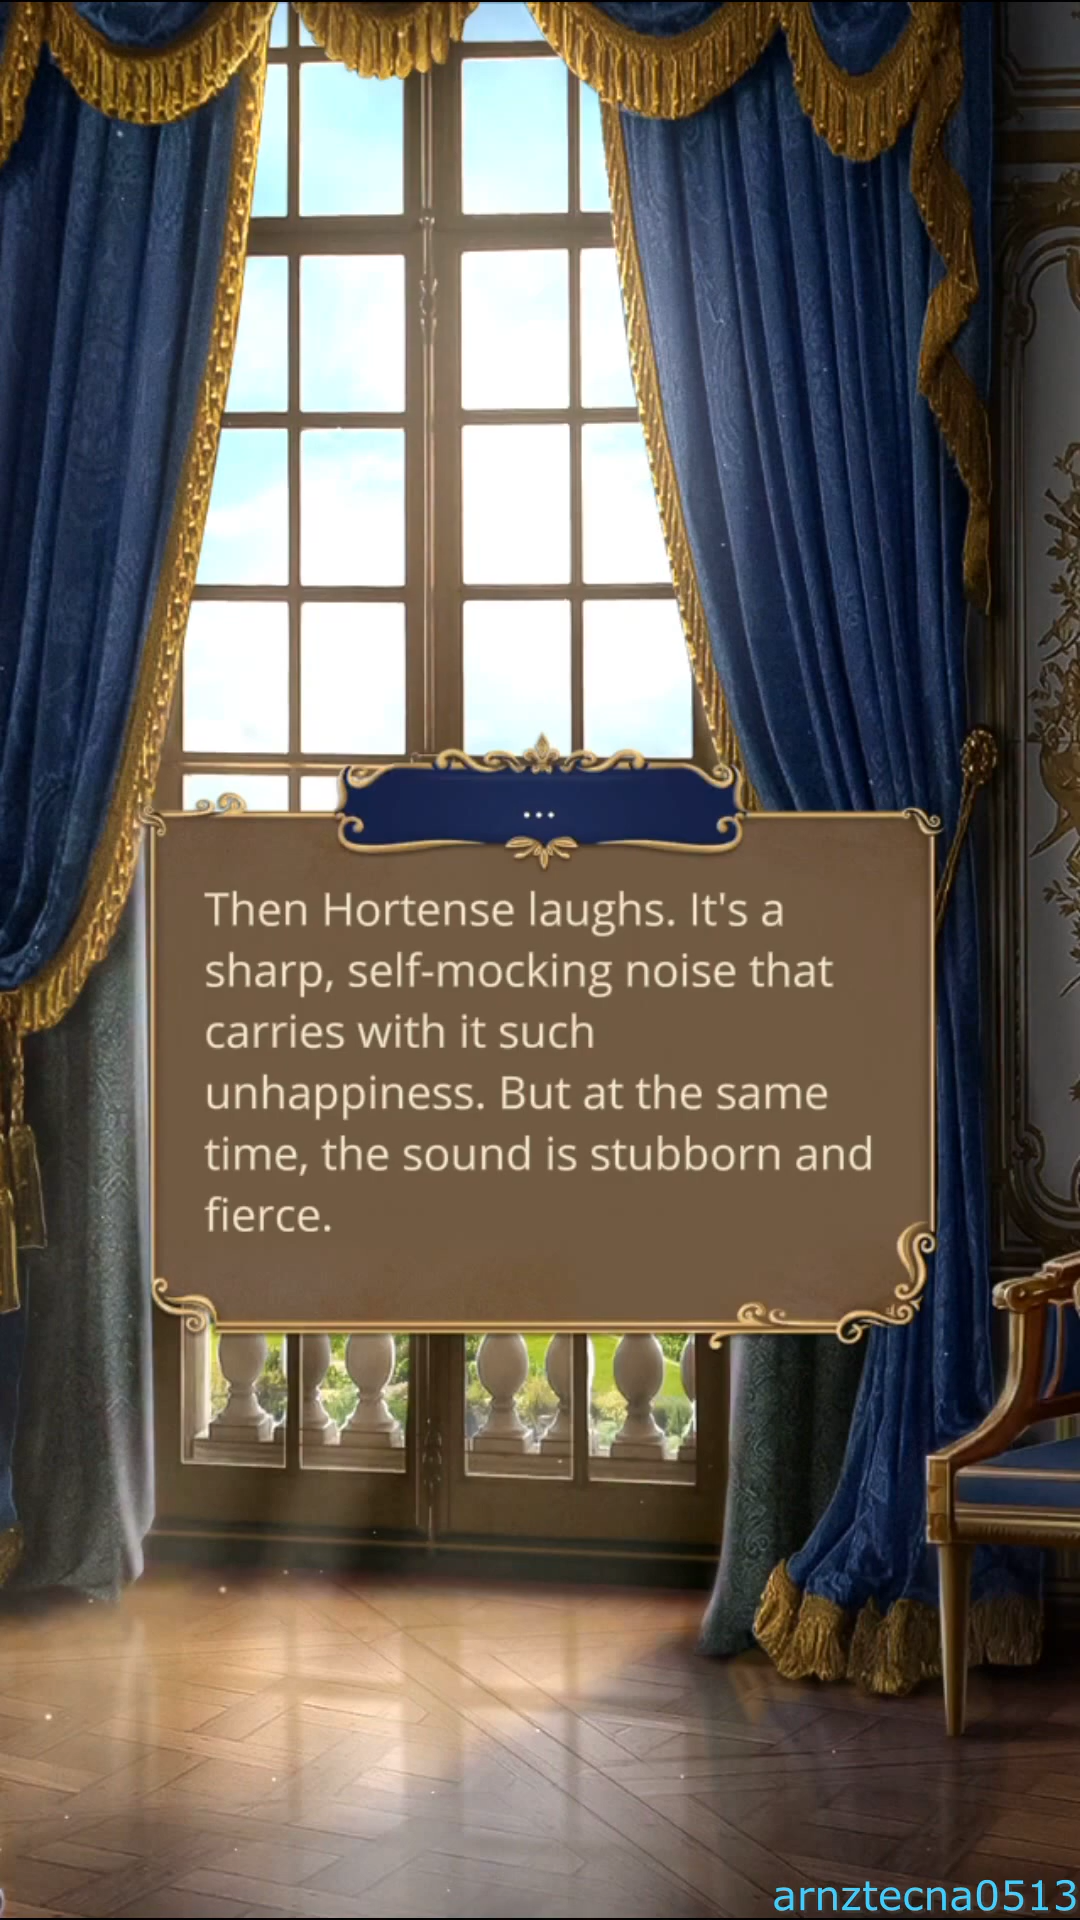 ...
Then Hortense laughs. It's a
sharp, self-mocking noise that
carries with it such
unhappiness. But at the same
time, the sound is stubborn and
fierce.
arnztecna0513